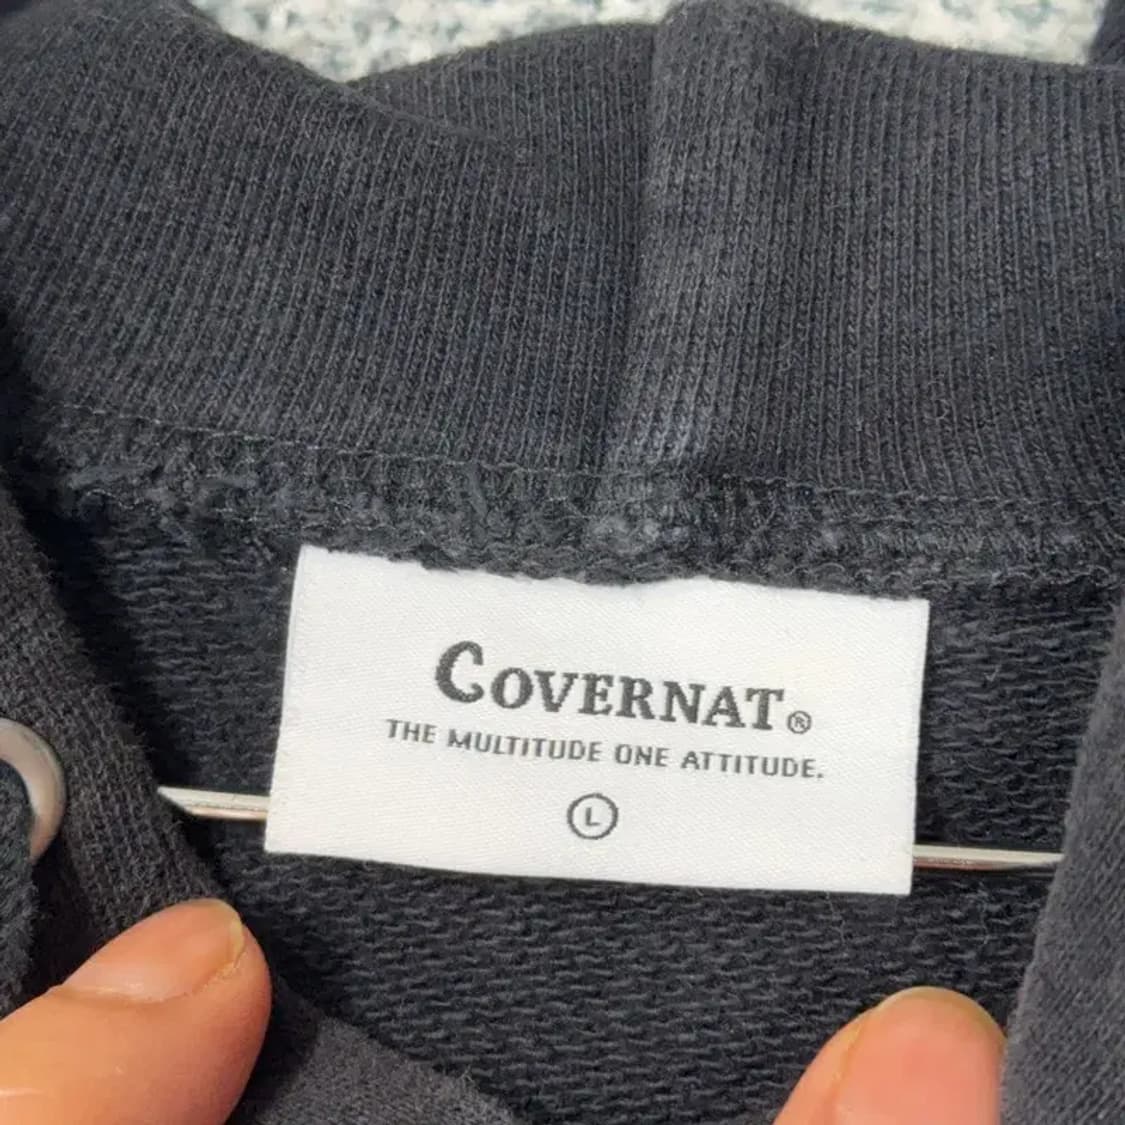 COVERNAT®
THE MULTITUDE ONE ATTITUDE.
L